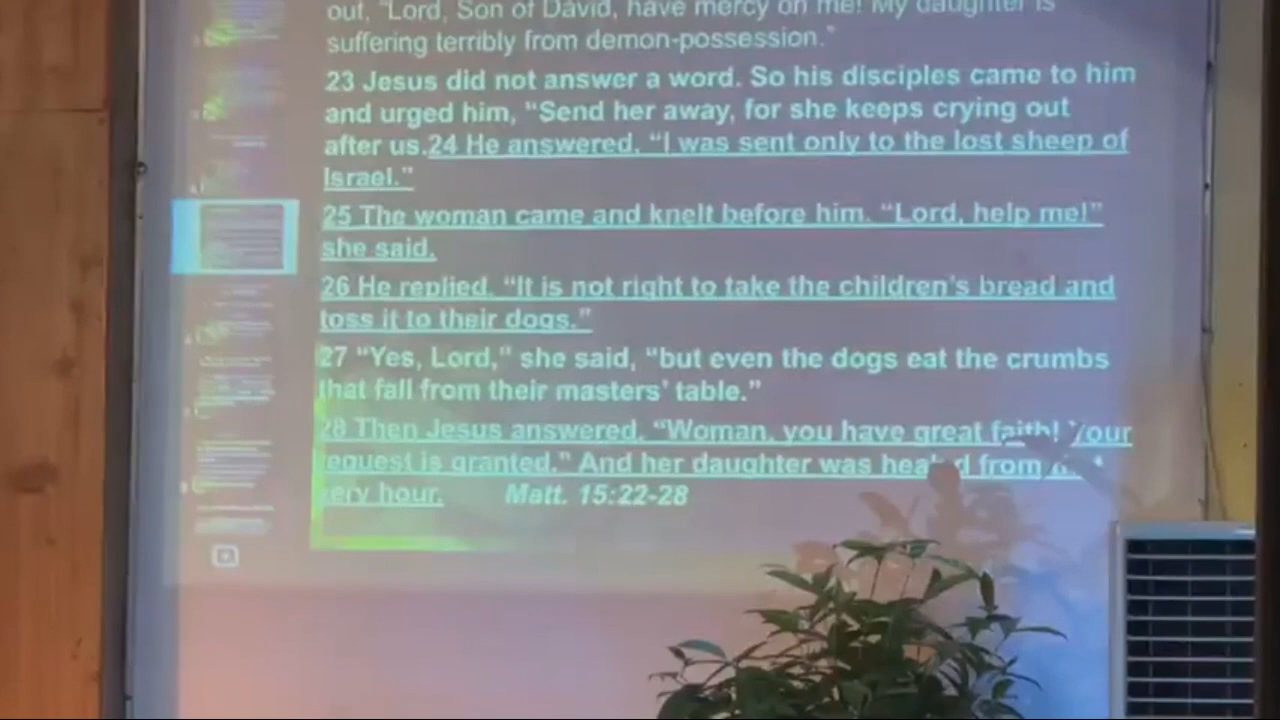 out, "Lord, Son of David, have mercy on me! My daughter is
suffering terribly from demon-possession."
23 Jesus did not answer a word. So his disciples came to him
and urged him, "Send her away, for she keeps crying out
after us.24 He answered, "I was sent only to the lost sheep of
Israel."
25 The woman came and knelt before him. "Lord, help me!"
she said.
26 He replied, "It is not right to take the children's bread and
toss it to their dogs."
27 "Yes, Lord," she said, "but even the dogs eat the crumbs
that fall from their masters' table."
28 Then Jesus answered, "Woman, you have great faith! Your
request is granted." And her daughter was healed from
very hour. Matt. 15:22-28